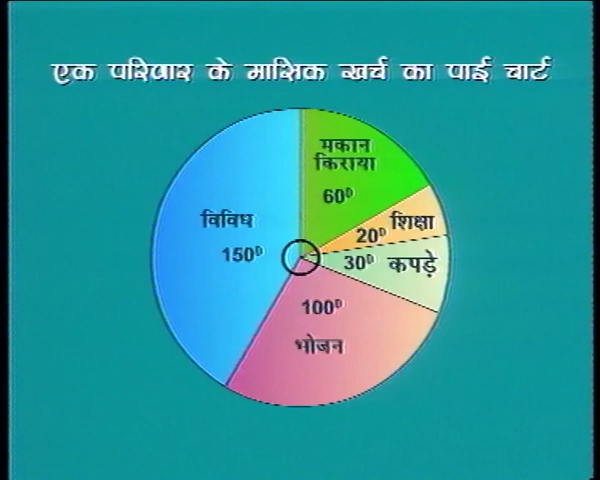 एक परिवार के मासिक खर्च का पाई चार्ट
मकान
किराया
60⁰
शिक्षा
20⁰
30⁰ कपड़े
100⁰
भोजन
विविध
150⁰